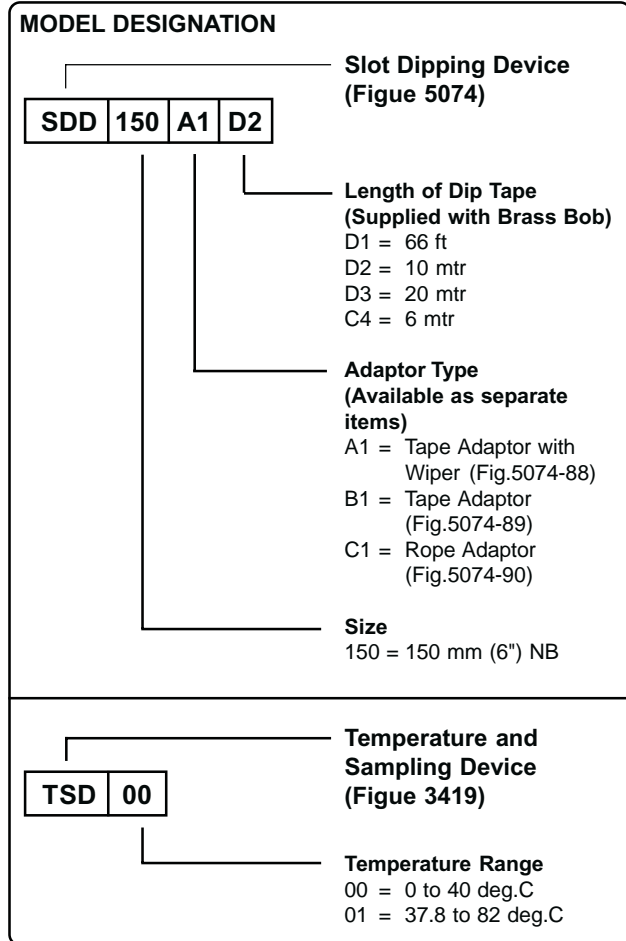 MODEL DESIGNATION
Slot Dipping Device
(Figue 5074)
SDD 150 A1 D2
Length of Dip Tape
(Supplied with Brass Bob)
D1 = 66 ft
D2 = 10 mtr
D3 = 20 mtr
C4 = 6 mtr
Adaptor Type
(Available as separate
items)
A1 = Tape Adaptor with
Wiper (Fig.5074-88)
B1 = Tape Adaptor
(Fig.5074-89)
C1 = Rope Adaptor
(Fig.5074-90)
Size
150 = 150 mm (6") NB
Temperature and
Sampling Device
(Figue 3419)
TSD 00
Temperature Range
00 = 0 to 40 deg.C
01 = 37.8 to 82 deg.C